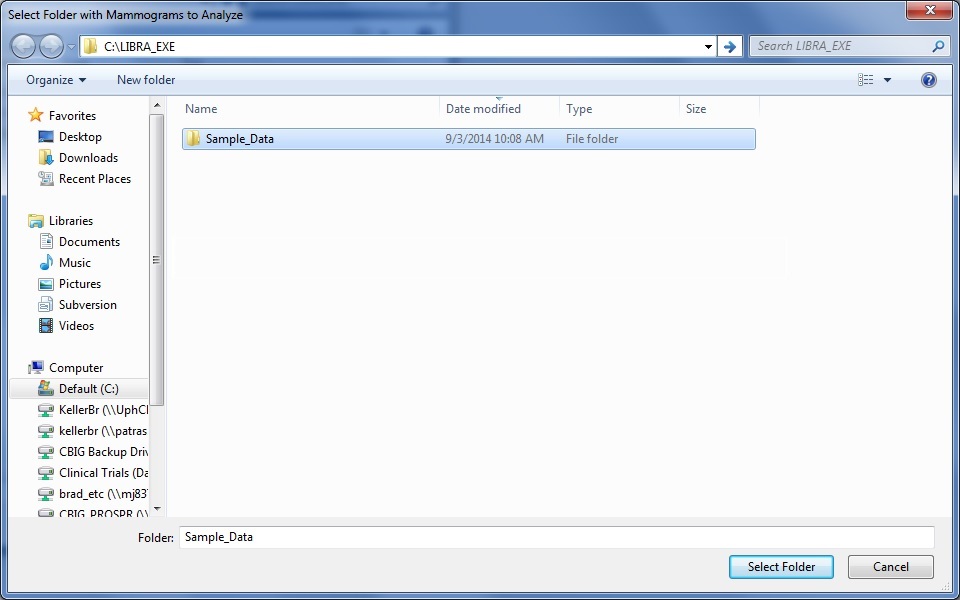 Select Folder with Mammograms to Analyze
C:\LIBRA_EXE
Search LIBRA_EXE
Organize
New folder
Name
Date modified
Type
Size
Sample_Data
9/3/2014 10:08 AM
File folder
Favorites
Desktop
Downloads
Recent Places
Libraries
Documents
Music
Pictures
Subversion
Videos
Computer
Default (C:)
KellerBr (\\UphCl
kellerbr (\\patras
CBIG Backup Driv
Clinical Trials (Da
brad_etc (\\mj837
CBIG_PROSPR (\\
Folder:
Sample_Data
Select Folder
Cancel